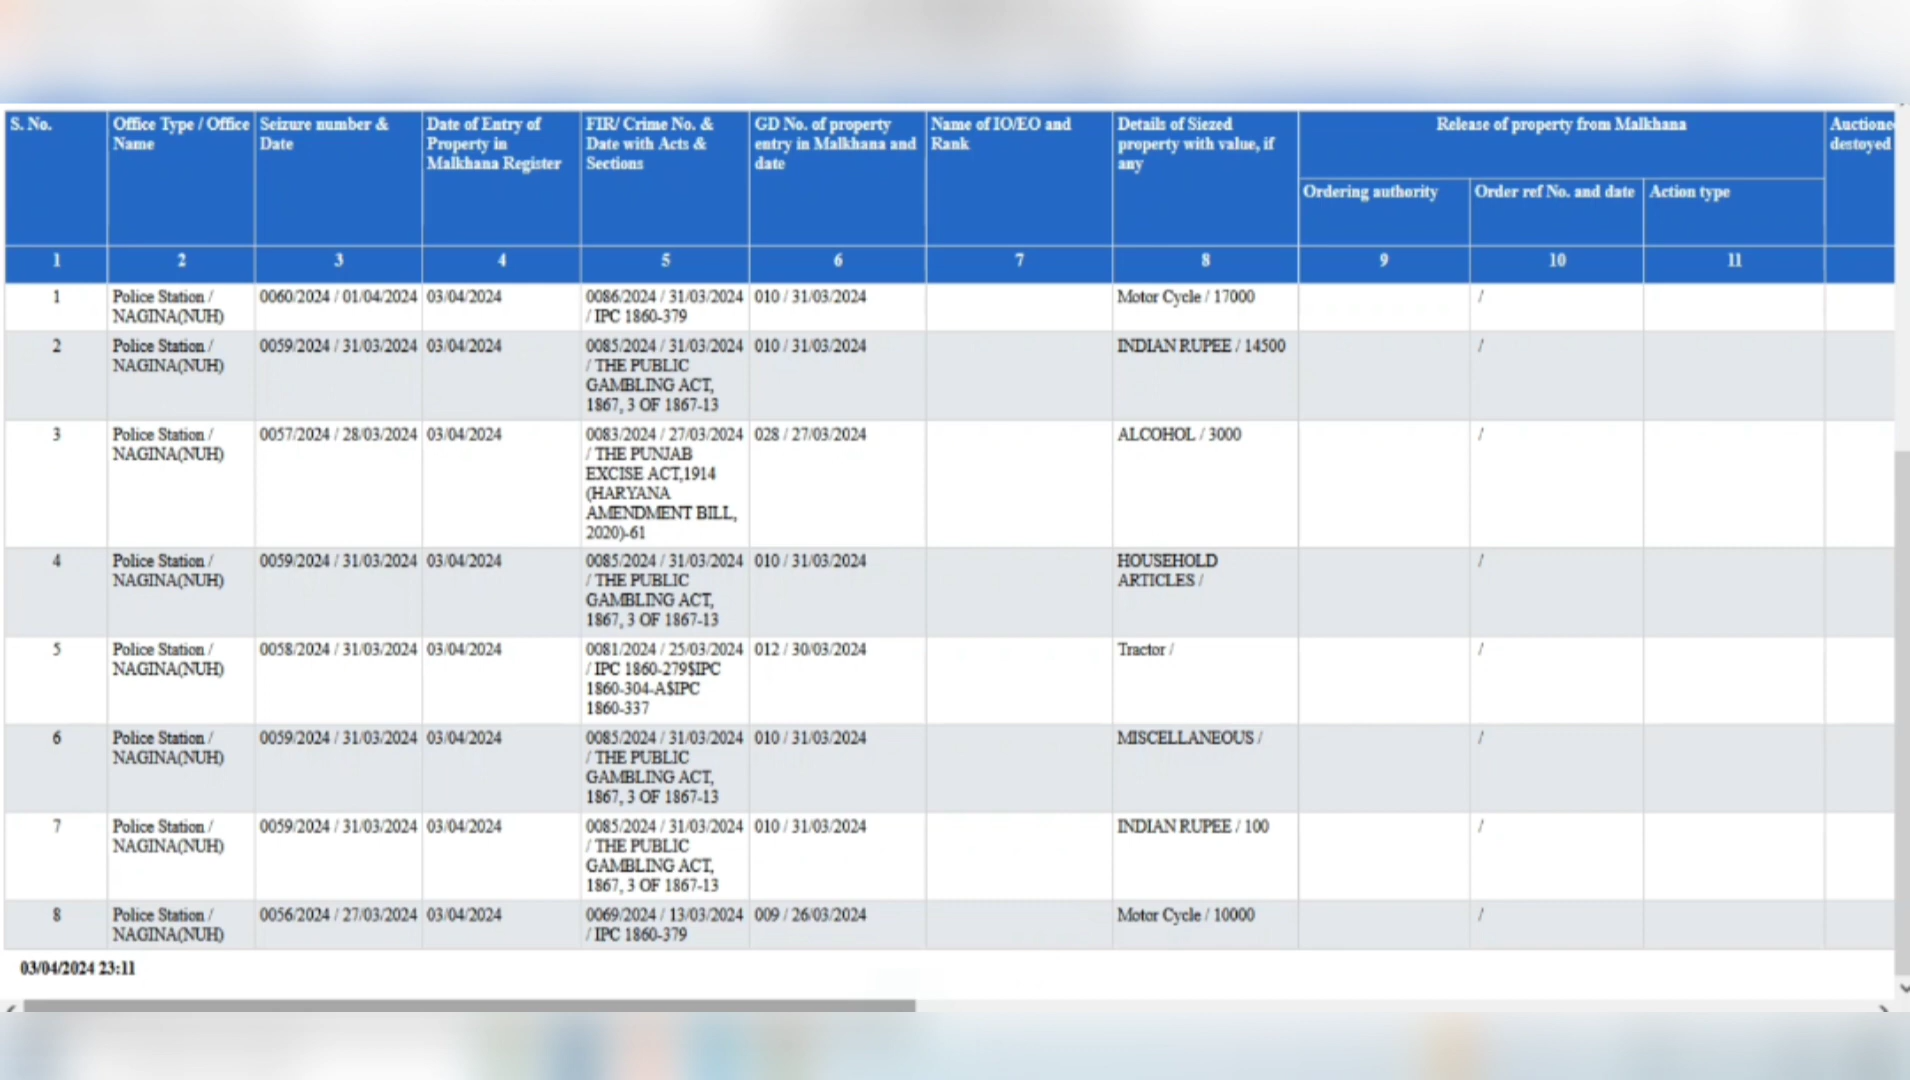 S. No.
Office Type / Office
Name
Seizure number &
Date
Date of Entry of
Property in
Malkhana Register
FIR/ Crime No. &
Date with Acts &
Sections
GD No. of property
entry in Malkhana and
date
Name of IO/EO and
Rank
Details of Siezed
property with value, if
any
Release of property from Malkhana
Ordering authority
Order ref No. and date
Action type
destoyed
1 2 3 4 5 6 7 8 9 10 11
1
Police Station /
NAGINA(NUH)
0060/2024 / 01/04/2024
03/04/2024
0086/2024 / 31/03/2024
/ IPC 1860-379
010 / 31/03/2024
Motor Cycle / 17000
/
2
Police Station /
NAGINA(NUH)
0059/2024 / 31/03/2024
03/04/2024
0085/2024 / 31/03/2024
/ THE PUBLIC
GAMBLING ACT,
1867, 3 OF 1867-13
010 / 31/03/2024
INDIAN RUPEE / 14500
/
3
Police Station /
NAGINA(NUH)
0057/2024 / 28/03/2024
03/04/2024
0083/2024 / 27/03/2024
/ THE PUNJAB
EXCISE ACT,1914
(HARYANA
AMENDMENT BILL,
2020)-61
028 / 27/03/2024
ALCOHOL / 3000
/
4
Police Station /
NAGINA(NUH)
0059/2024 / 31/03/2024
03/04/2024
0085/2024 / 31/03/2024
/ THE PUBLIC
GAMBLING ACT,
1867, 3 OF 1867-13
010 / 31/03/2024
HOUSEHOLD
ARTICLES /
/
5
Police Station /
NAGINA(NUH)
0058/2024 / 31/03/2024
03/04/2024
0081/2024 / 25/03/2024
/ IPC 1860-279$IPC
1860-304-A$IPC
1860-337
012 / 30/03/2024
Tractor /
/
6
Police Station /
NAGINA(NUH)
0059/2024 / 31/03/2024
03/04/2024
0085/2024 / 31/03/2024
/ THE PUBLIC
GAMBLING ACT,
1867, 3 OF 1867-13
010 / 31/03/2024
MISCELLANEOUS /
/
7
Police Station /
NAGINA(NUH)
0059/2024 / 31/03/2024
03/04/2024
0085/2024 / 31/03/2024
/ THE PUBLIC
GAMBLING ACT,
1867, 3 OF 1867-13
010 / 31/03/2024
INDIAN RUPEE / 100
/
8
Police Station /
NAGINA(NUH)
0056/2024 / 27/03/2024
03/04/2024
0069/2024 / 13/03/2024
/ IPC 1860-379
009 / 26/03/2024
Motor Cycle / 10000
/
03/04/2024 23:11